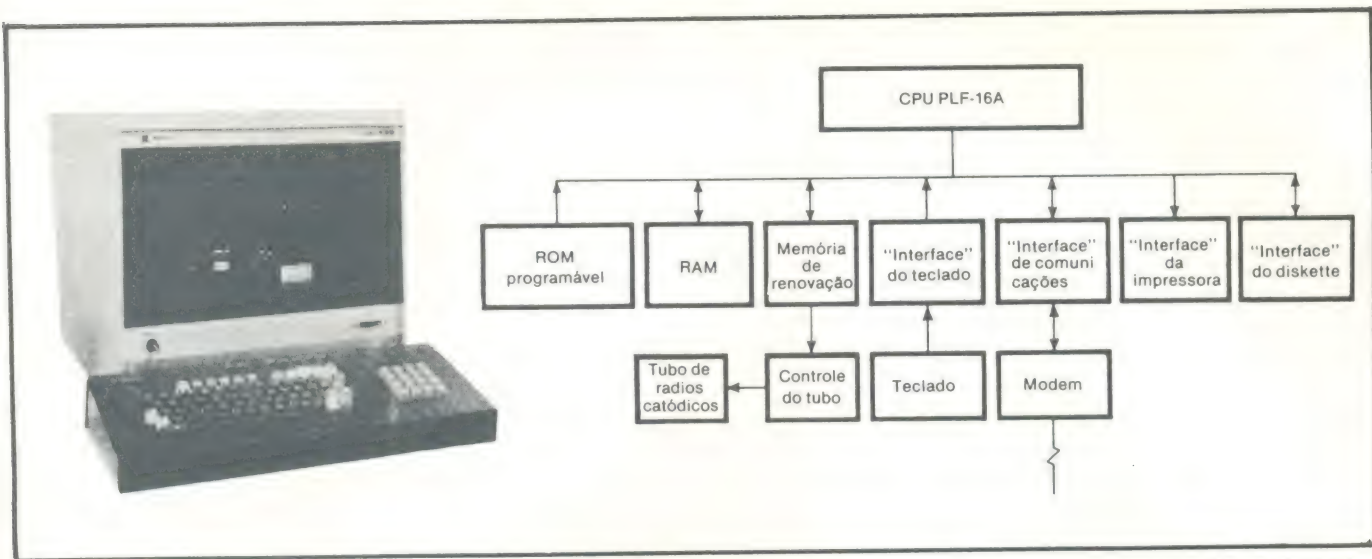 CPU PLF-16A
ROM
programável
RAM
Memória
de
renovação
"Interface"
do teclado
"Interface"
de comuni
cações
"Interface"
da
impressora
"Interface"
do diskette
Tubo de
radios
catódicos
Controle
do tubo
Teclado
Modem